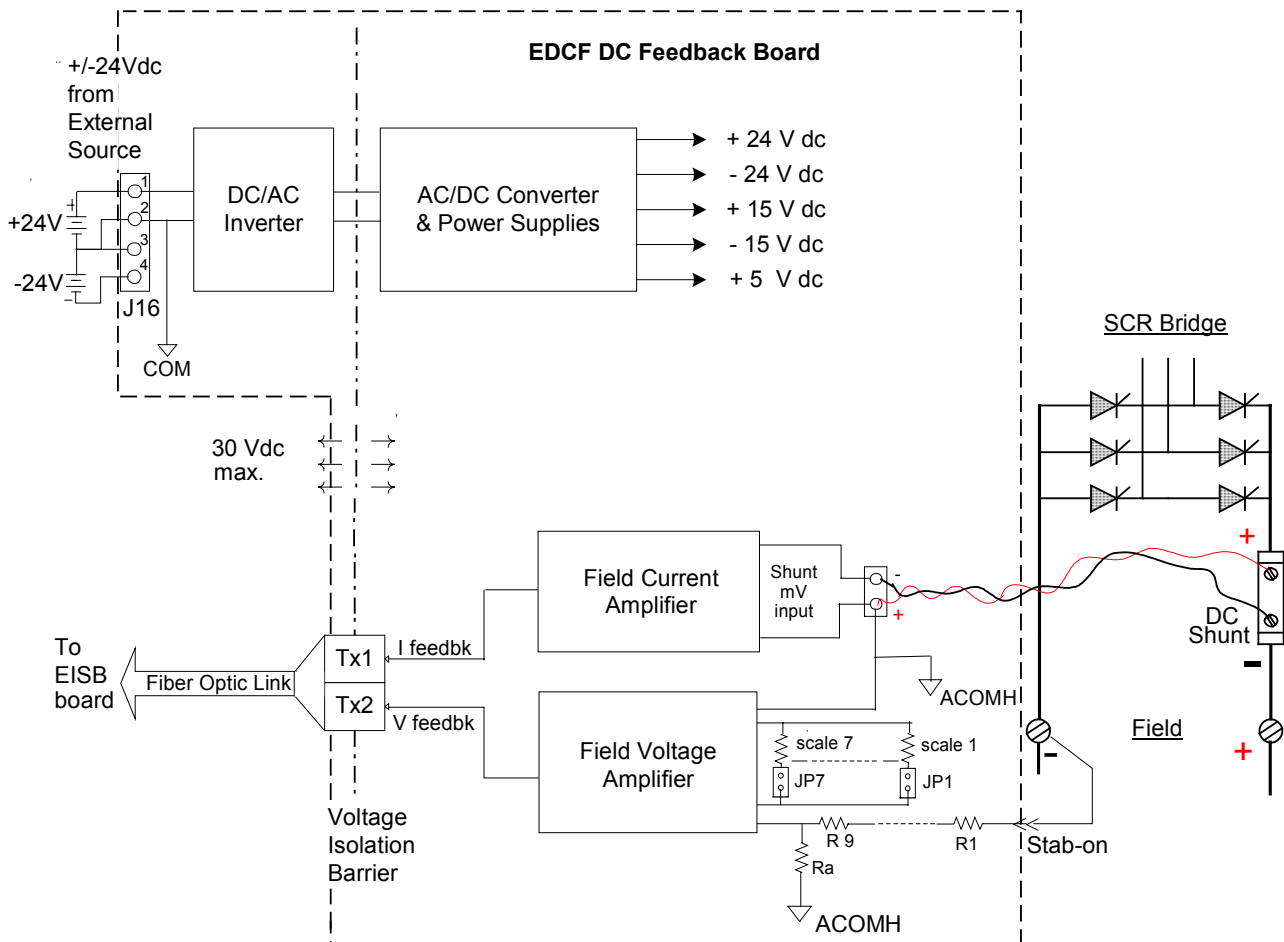 EDCF DC Feedback Board
+/-24Vdc
from
External
Source
1
2
3
4
+
+24V
-24V
–
J16
COM
DC/AC
Inverter
AC/DC Converter
& Power Supplies
+ 24 V dc
- 24 V dc
+ 15 V dc
- 15 V dc
+ 5 V dc
SCR Bridge
30 Vdc
max.
Field Current
Amplifier
Shunt
mV
input
-
+
+
DC
Shunt
-
To
EISB
board
Fiber Optic Link
Tx1
Tx2
I feedbk
V feedbk
ACOMH
Field Voltage
Amplifier
scale 7
scale 1
JP7
JP1
Field
-
+
R 9
R1
Stab-on
Ra
ACOMH
Voltage
Isolation
Barrier